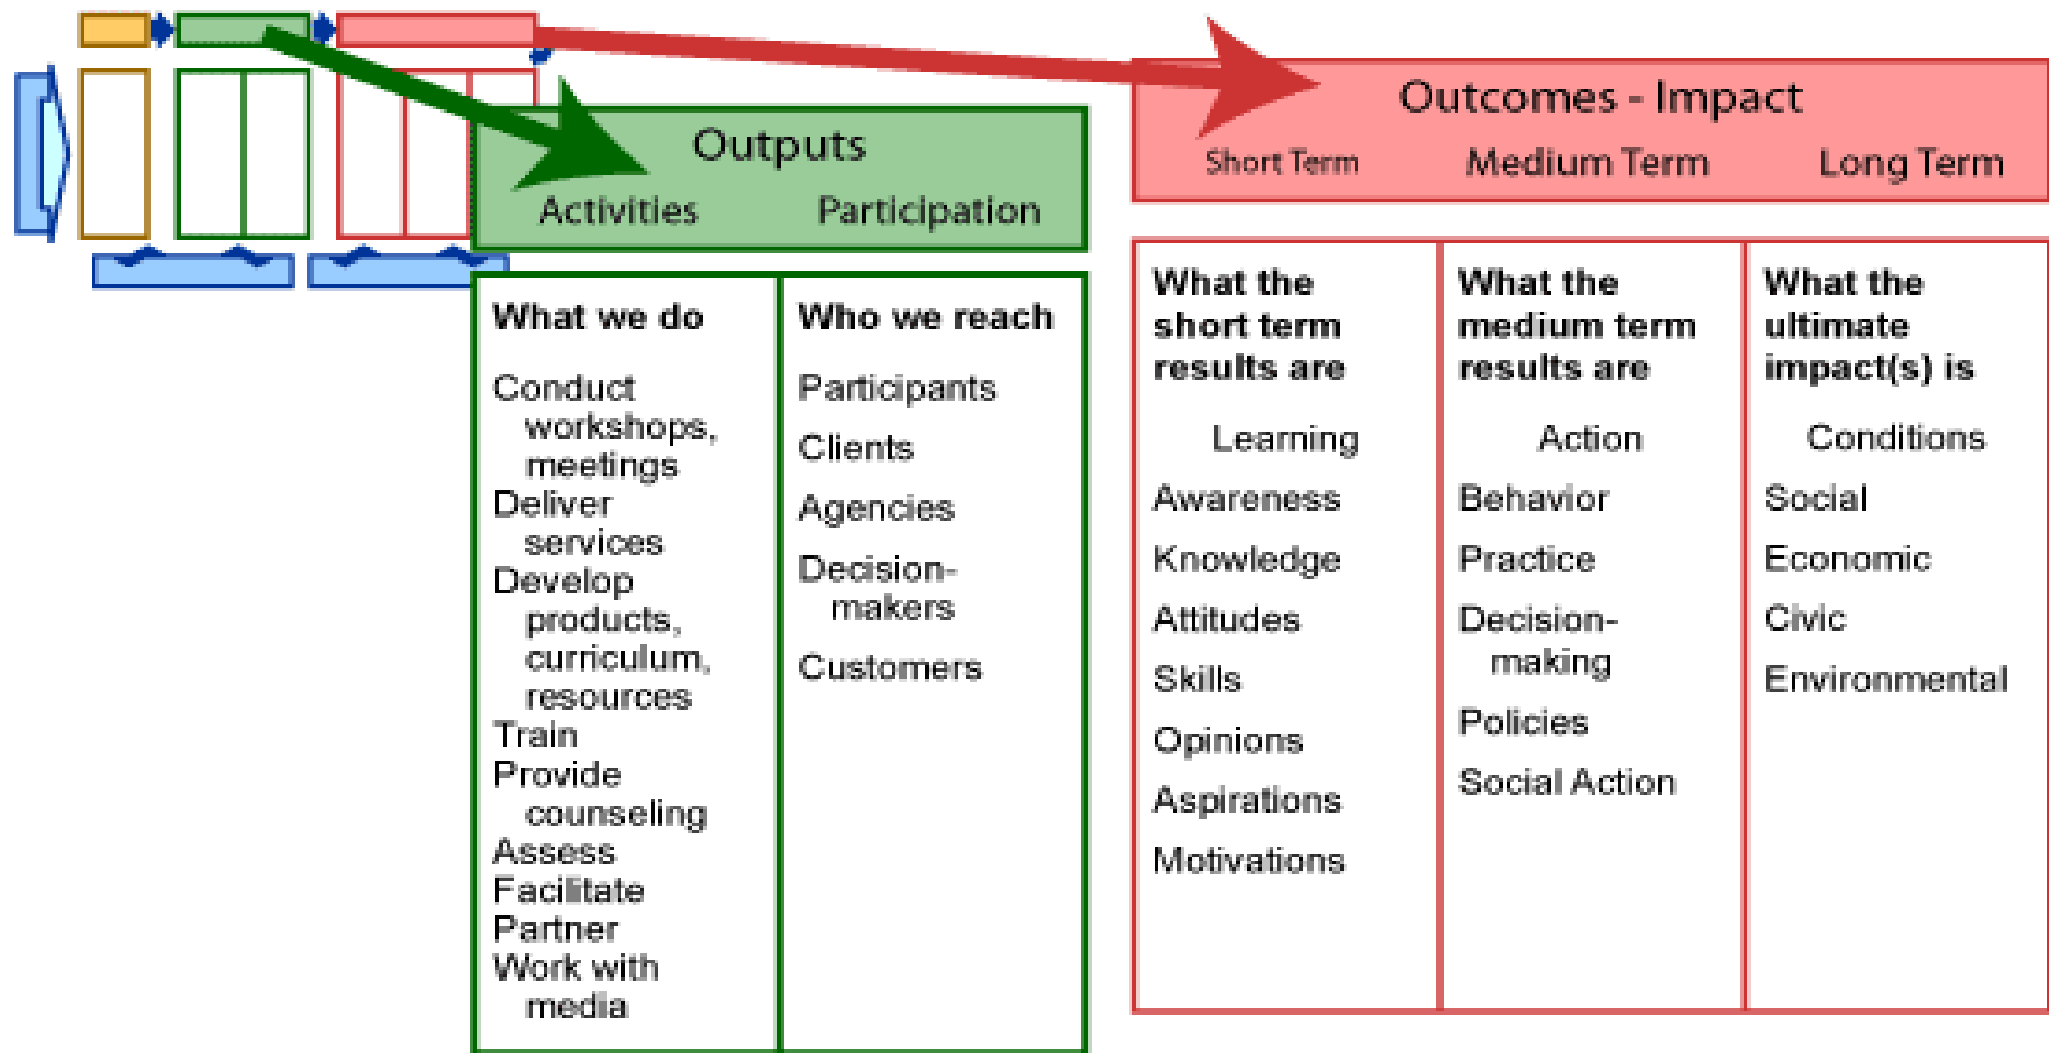 Outputs
Activities
Participation
What we do
Conduct
workshops,
meetings
Deliver
services
Develop
products,
curriculum,
resources
Train
Provide
counseling
Assess
Facilitate
Partner
Work with
media
Who we reach
Participants
Clients
Agencies
Decision-
makers
Customers
Outcomes - Impact
Short Term
Medium Term
Long Term
What the
short term
results are
Learning
Awareness
Knowledge
Attitudes
Skills
Opinions
Aspirations
Motivations
What the
medium term
results are
Action
Behavior
Practice
Decision-
making
Policies
Social Action
What the
ultimate
impact(s) is
Conditions
Social
Economic
Civic
Environmental